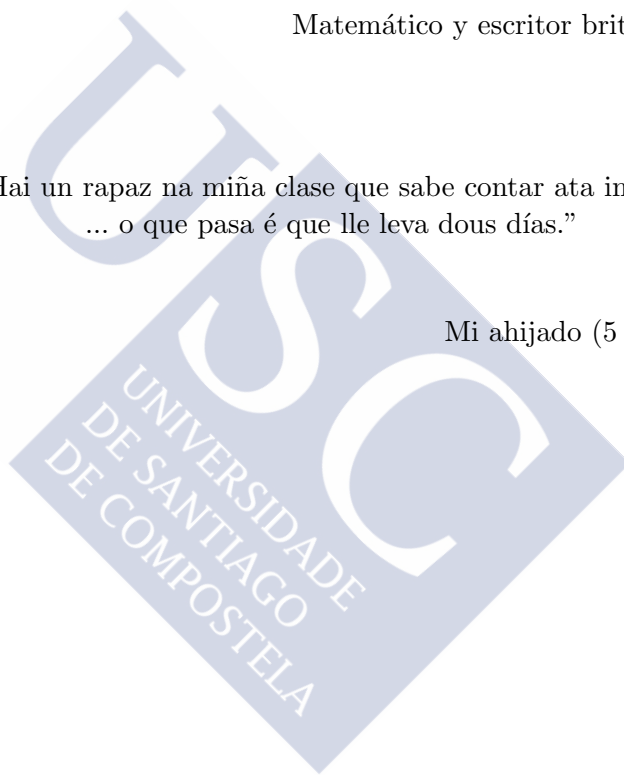 Matemático y escritor brit
ai un rapaz na miña clase que sabe contar ata in
... o que pasa é que lle leva dous días.”
Mi ahijado (5
USC
UNIVERSIDADE
DE SANTIAGO
DE COMPOSTELA